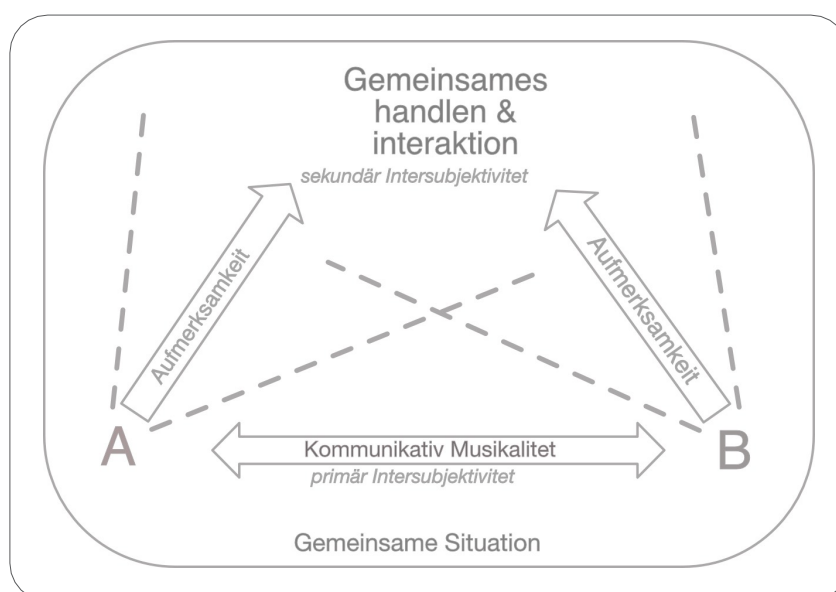 Gemeinsames
handlen &
interaktion
sekundär Intersubjektivitet
Aufmerksamkeit
Aufmerksamkeit
A
Kommunikativ Musikalitet
B
primär Intersubjektivitet
Gemeinsame Situation